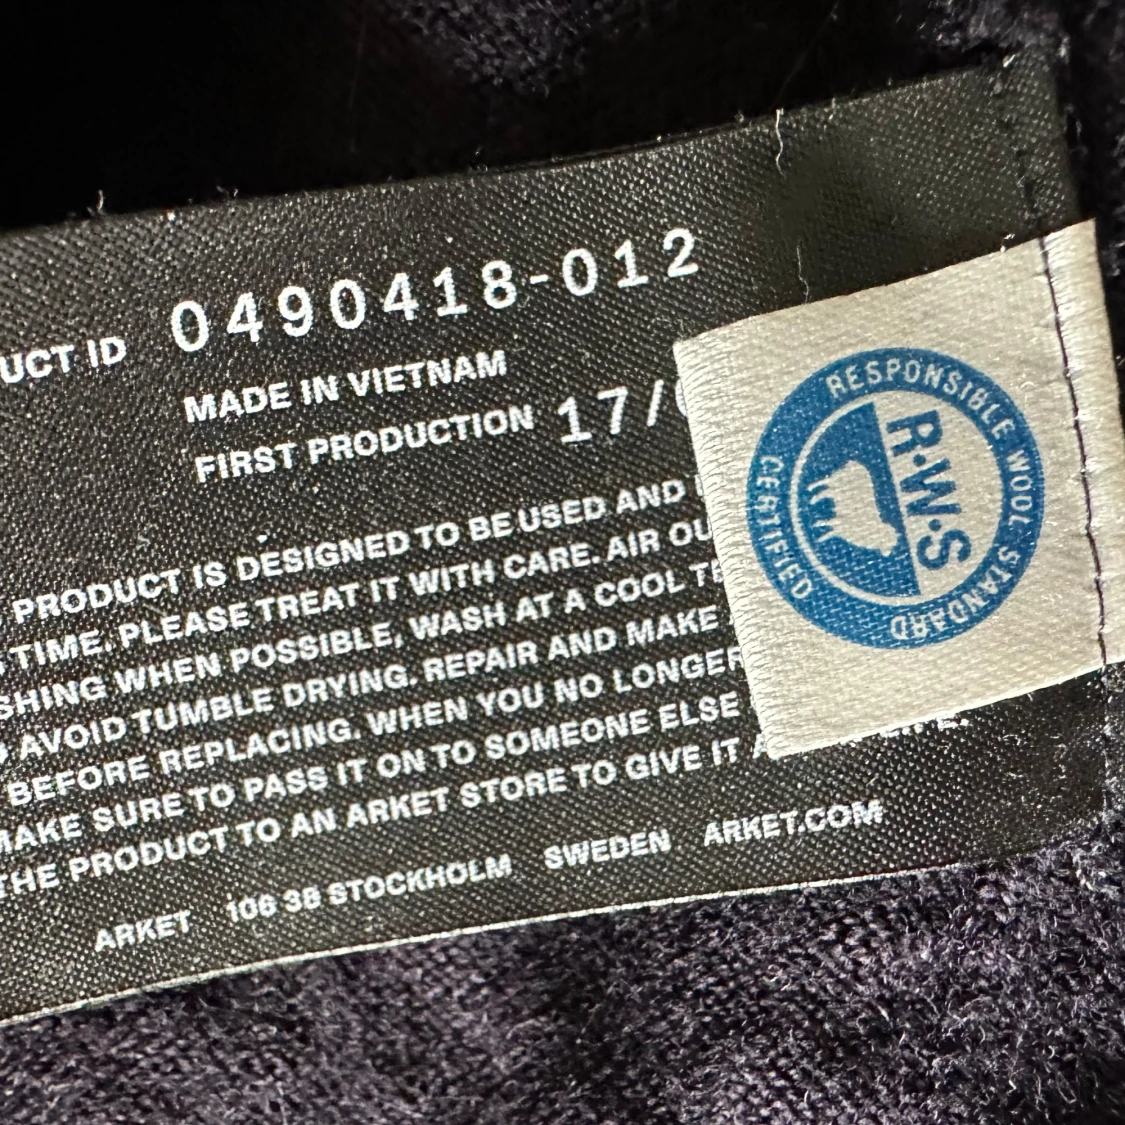 UCT ID 0490418-012
MADE IN VIETNAM
FIRST PRODUCTION 17/
PRODUCT IS DESIGNED TO BE USED AND
TIME. PLEASE TREAT IT WITH CARE. AIR OU
SHING WHEN POSSIBLE, WASH AT A COOL TE
AVOID TUMBLE DRYING. REPAIR AND MAKE
BEFORE REPLACING. WHEN YOU NO LONGER
MAKE SURE TO PASS IT ON TO SOMEONE ELSE
THE PRODUCT TO AN ARKET STORE TO GIVE IT A
ARKET 106 38 STOCKHOLM SWEDEN ARKET.COM
RESPONSIBLE WOOL STANDARD
CERTIFIED
R.W.S